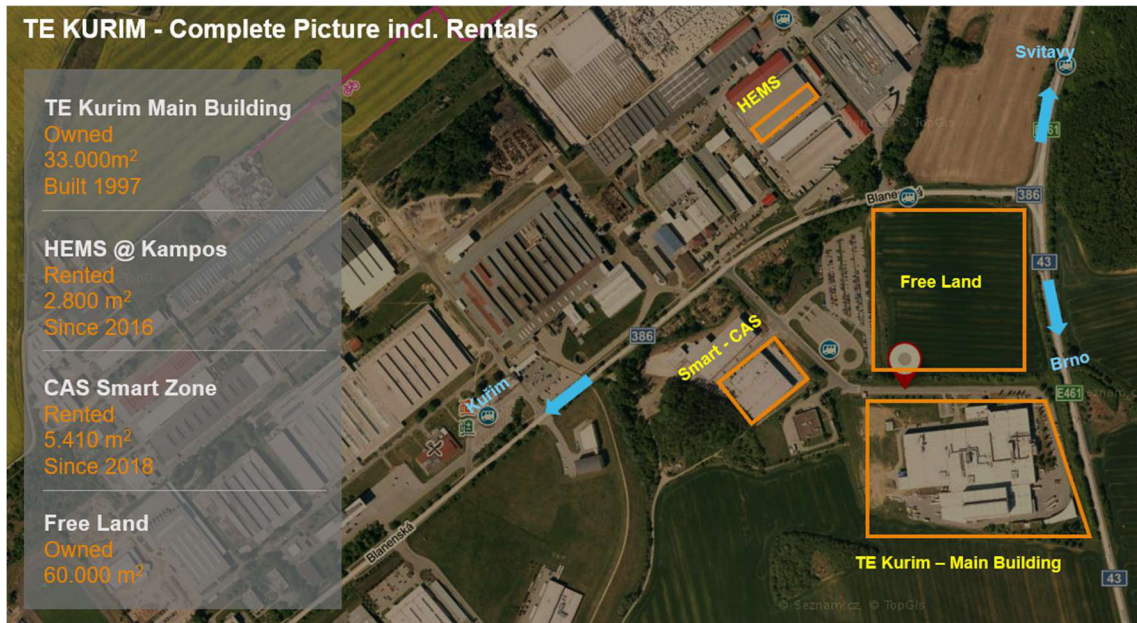 TE KURIM - Complete Picture incl. Rentals
TE Kurim Main Building
Owned
33.000m²
Built 1997
HEMS @ Kampos
Rented
2.800 m²
Since 2016
CAS Smart Zone
Rented
5.410 m²
Since 2018
Free Land
Owned
60.000 m²
HEMS
Svitavy
© TopGis
386
43
Free Land
386
Smart - CAS
Brno
Kuřim
E461
TE Kurim – Main Building
Blanenská
43
© Seznam.cz, © TopGis